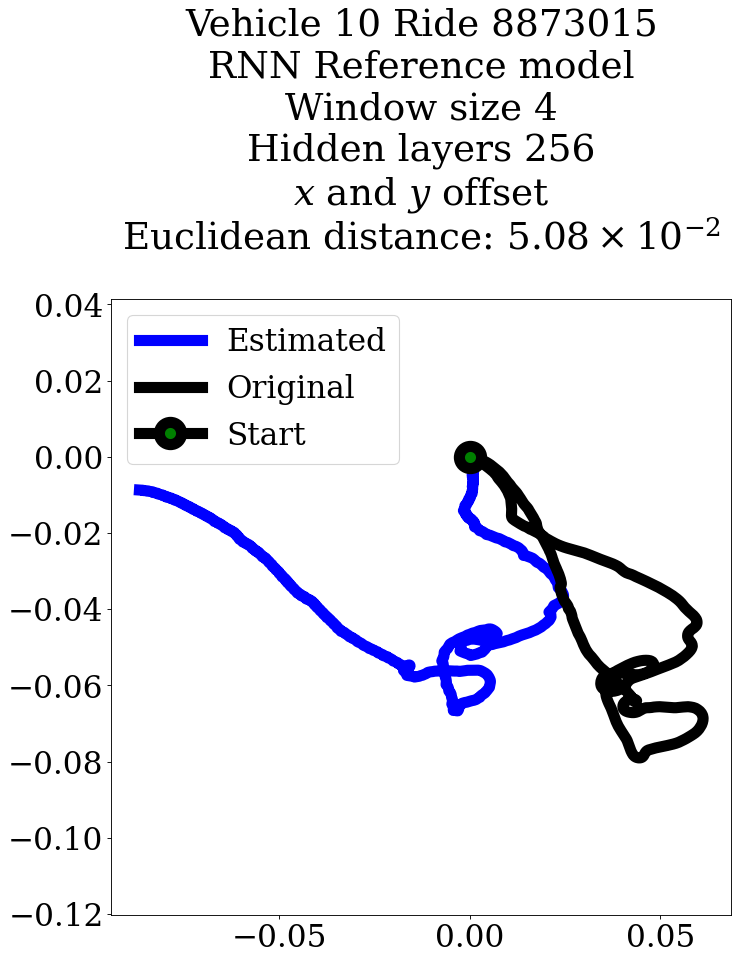 Vehicle 10 Ride 8873015
RNN Reference model
Window size 4
Hidden layers 256
x and y offset
Euclidean distance: 5.08 × 10⁻²
Estimated
Original
Start
0.04
0.02
0.00
−0.02
−0.04
−0.06
−0.08
−0.10
−0.12
−0.05 0.00 0.05